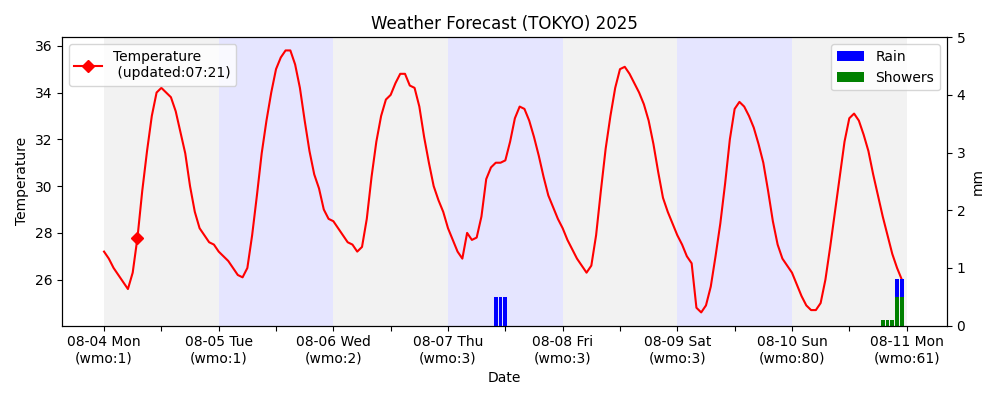 Weather Forecast (TOKYO) 2025
Temperature
(updated:07:21)
Rain
Showers
Temperature
36
34
32
30
28
26
5
4
3
2
1
0
mm
08-04 Mon
(wmo:1)
08-05 Tue
(wmo:1)
08-06 Wed
(wmo:2)
08-07 Thu
(wmo:3)
08-08 Fri
(wmo:3)
08-09 Sat
(wmo:3)
08-10 Sun
(wmo:80)
08-11 Mon
(wmo:61)
Date